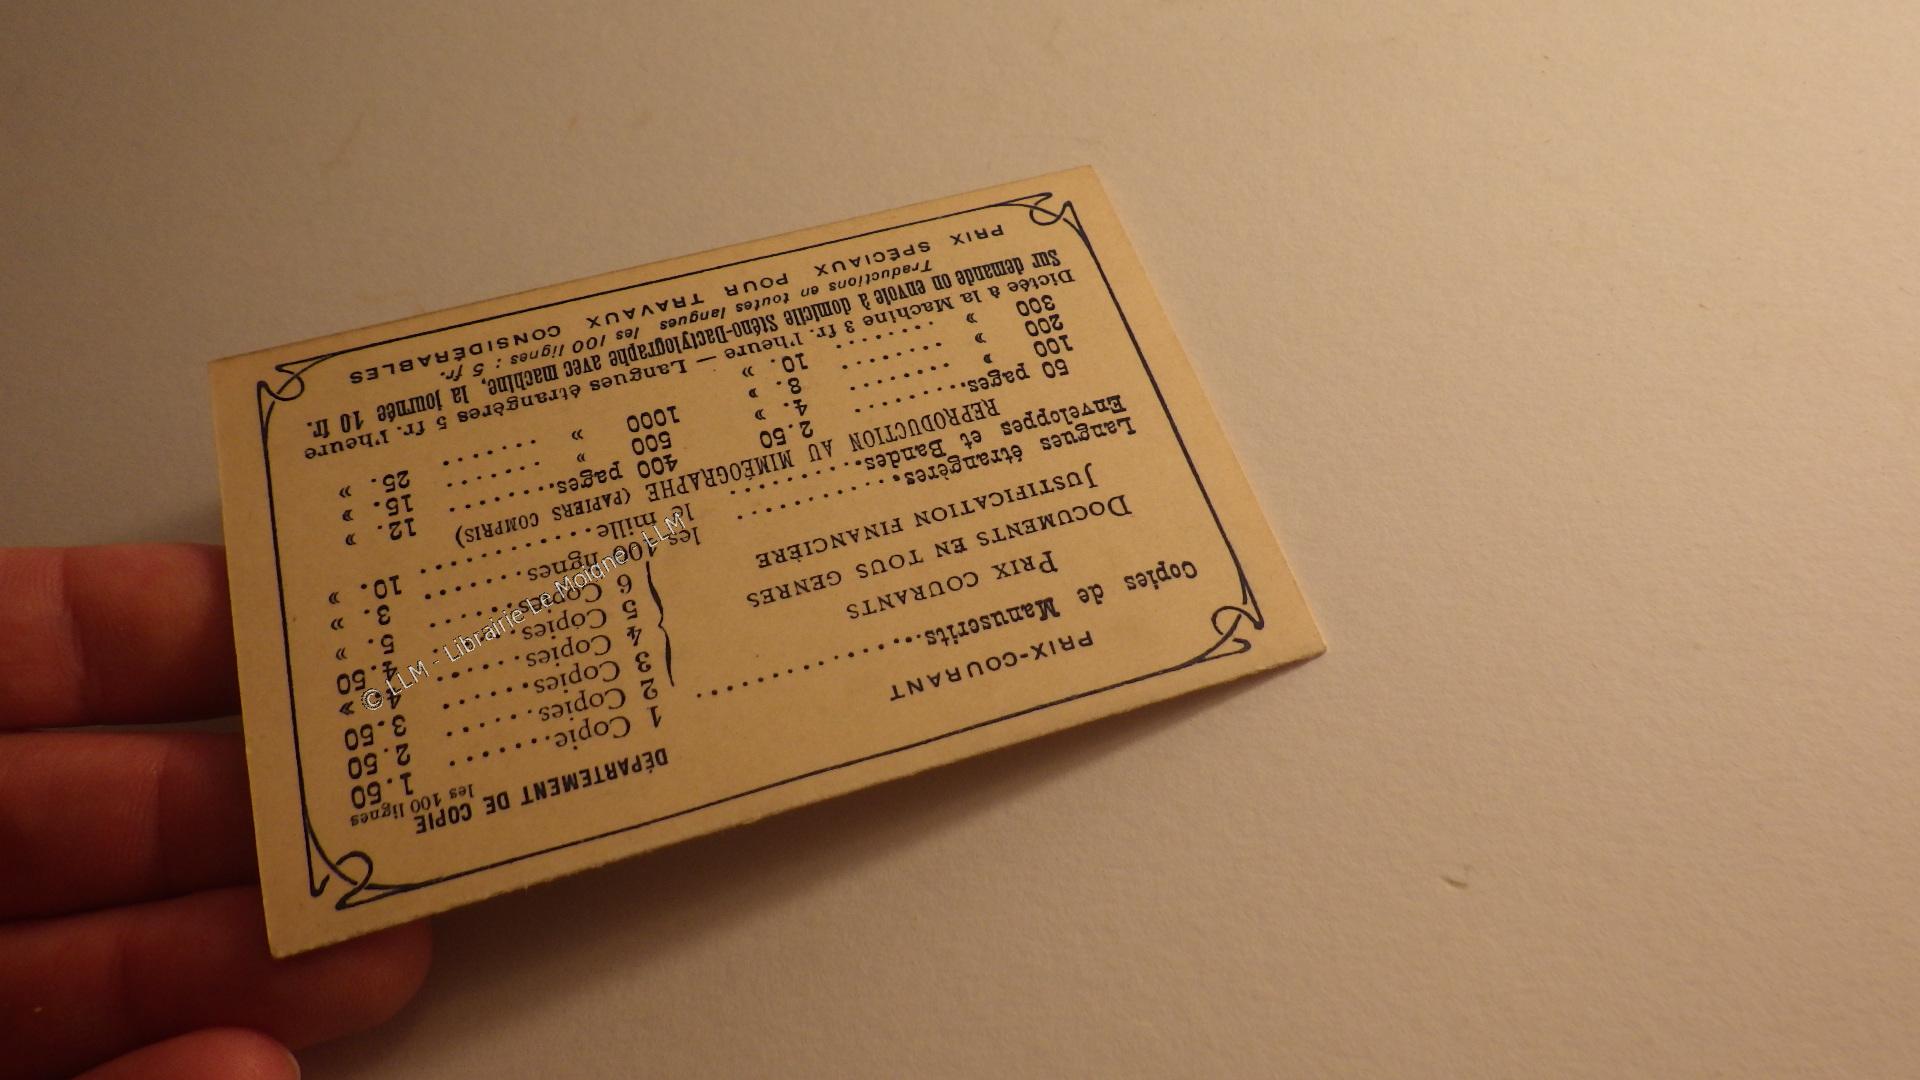 PRIX-COURANT
DÉPARTEMENT DE COPIE
les 100 lignes
Copies de Manuscrits............... 1 Copie........... 1.50
PRIX COURANTS 2 Copies........... 2.50
DOCUMENTS EN TOUS GENRES 3 Copies........... 3.50
JUSTIFICATION FINANCIÈRE 4 Copies........... 4 »
5 Copies........... 4.50
6 Copies........... 5. »
Langues étrangères............ les 100 lignes........... 3. »
Enveloppes et Bandes............ le mille........... 10. »
REPRODUCTION AU MIMÉOGRAPHE (PAPIERS COMPRIS)
50 pages........... 2.50 400 pages........... 12. »
100 » ........ 4. » 500 » ...... 15. »
200 » ........ 8. » 1000 » ...... 25. »
300 » ........ 10. »
Dictée à la Machine 3 fr. l'heure — Langues étrangères 5 fr. l'heure
Sur demande on envoie à domicile Sténo-Dactylographe avec machine, la journée 10 fr.
Traductions en toutes langues les 100 lignes : 5 fr.
PRIX SPÉCIAUX POUR TRAVAUX CONSIDÉRABLES
© LLM - Librairie Le Moigne - LLM